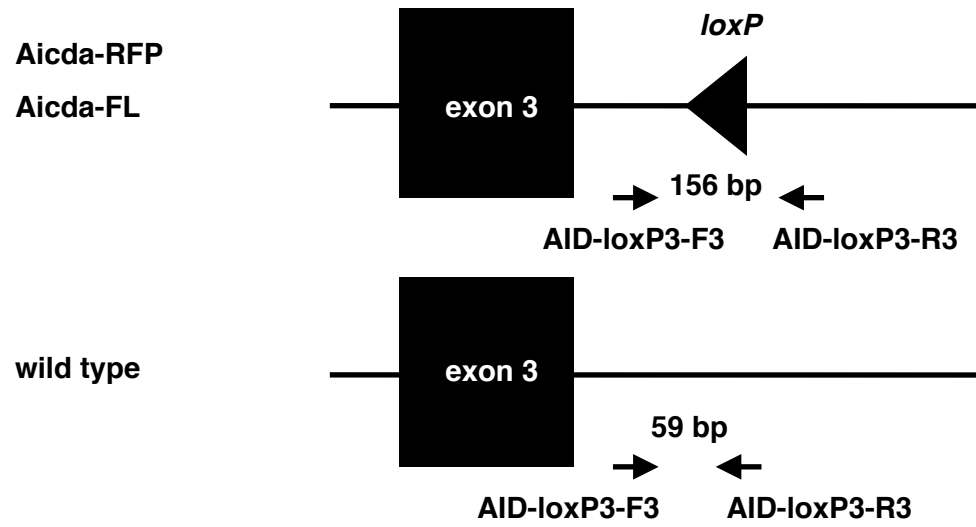 loxP
Aicda-RFP
Aicda-FL
exon 3
156 bp
AID-loxP3-F3 AID-loxP3-R3
wild type
exon 3
59 bp
AID-loxP3-F3 AID-loxP3-R3